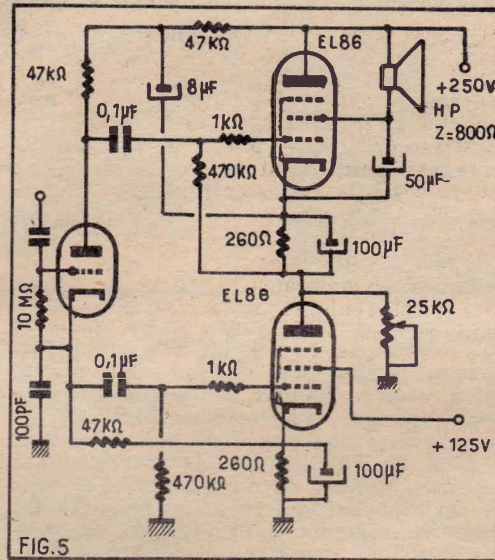 47kΩ
EL86
47kΩ
8µF
+250V
HP
Z=800Ω
0,1µF
1kΩ
470kΩ
50µF
260Ω
100µF
EL86
10 MΩ
25kΩ
0,1µF
1kΩ
100PF
47kΩ
+125V
260Ω
100µF
470kΩ
FIG.5